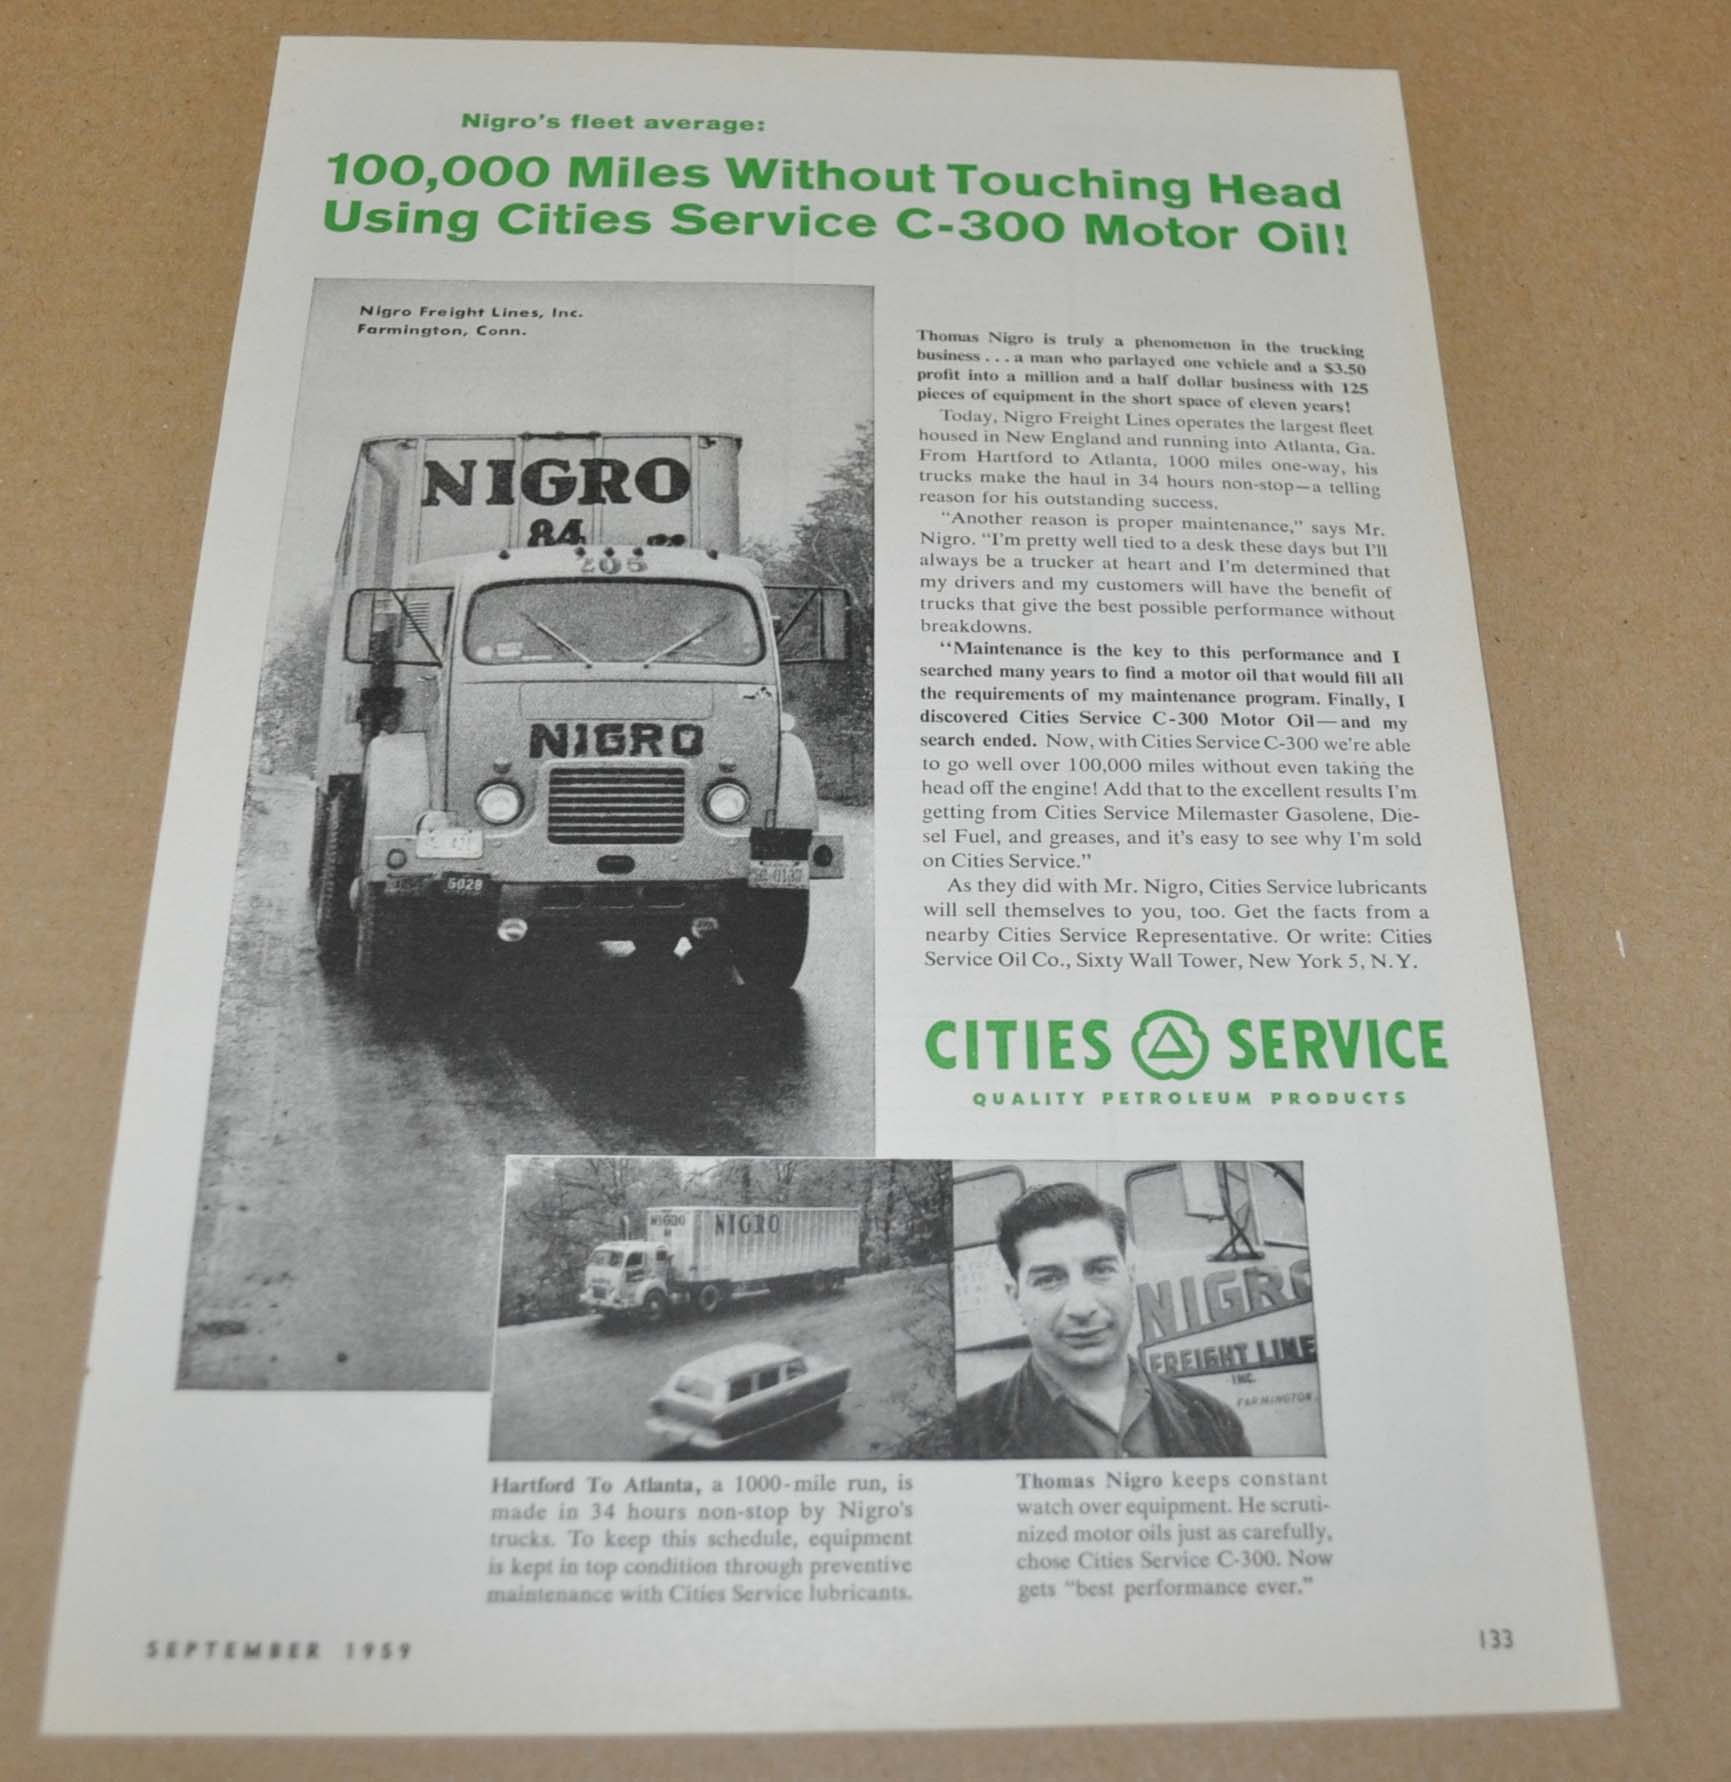 Nigro's fleet average:
100,000 Miles Without Touching Head
Using Cities Service C-300 Motor Oil!
Nigro Freight Lines, Inc.
Farmington, Conn.
NIGRO
84
NIGRO
5028
Thomas Nigro is truly a phenomenon in the trucking
business . . . a man who parlayed one vehicle and a $3.50
profit into a million and a half dollar business with 125
pieces of equipment in the short space of eleven years!
Today, Nigro Freight Lines operates the largest fleet
housed in New England and running into Atlanta, Ga.
From Hartford to Atlanta, 1000 miles one-way, his
trucks make the haul in 34 hours non-stop—a telling
reason for his outstanding success.
"Another reason is proper maintenance," says Mr.
Nigro. "I'm pretty well tied to a desk these days but I'll
always be a trucker at heart and I'm determined that
my drivers and my customers will have the benefit of
trucks that give the best possible performance without
breakdowns.
"Maintenance is the key to this performance and I
searched many years to find a motor oil that would fill all
the requirements of my maintenance program. Finally, I
discovered Cities Service C-300 Motor Oil—and my
search ended. Now, with Cities Service C-300 we're able
to go well over 100,000 miles without even taking the
head off the engine! Add that to the excellent results I'm
getting from Cities Service Milemaster Gasolene, Die-
sel Fuel, and greases, and it's easy to see why I'm sold
on Cities Service."
As they did with Mr. Nigro, Cities Service lubricants
will sell themselves to you, too. Get the facts from a
nearby Cities Service Representative. Or write: Cities
Service Oil Co., Sixty Wall Tower, New York 5, N.Y.
CITIES SERVICE
QUALITY PETROLEUM PRODUCTS
NIGRO NIGRO
NIGRO
FREIGHT LINE
INC.
FARMINGTON
Hartford To Atlanta, a 1000-mile run, is
made in 34 hours non-stop by Nigro's
trucks. To keep this schedule, equipment
is kept in top condition through preventive
maintenance with Cities Service lubricants.
Thomas Nigro keeps constant
watch over equipment. He scruti-
nized motor oils just as carefully,
chose Cities Service C-300. Now
gets "best performance ever."
SEPTEMBER 1959
133